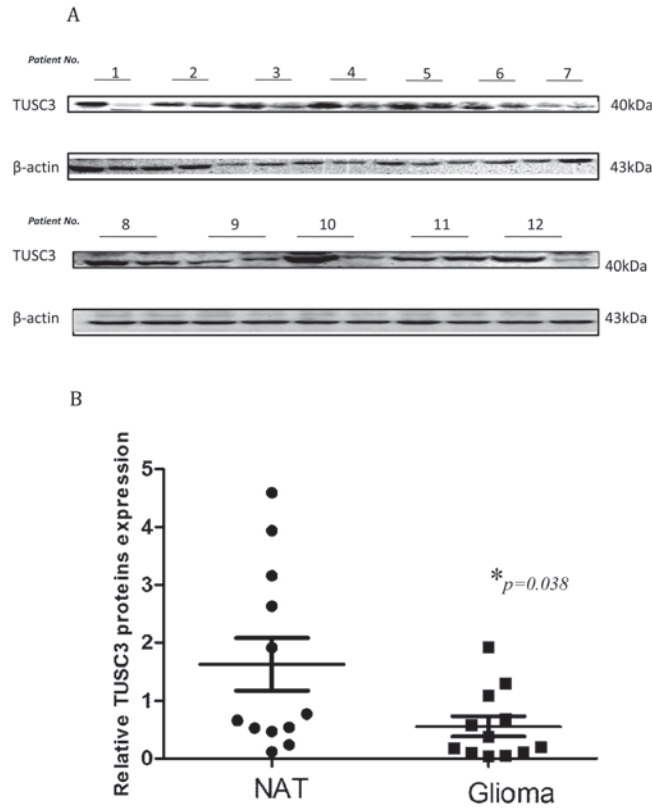 A
Patient No.
1 2 3 4 5 6 7
TUSC3 40kDa
β-actin 43kDa
Patient No.
8 9 10 11 12
TUSC3 40kDa
β-actin 43kDa
B
Relative TUSC3 proteins expression
5
4
3
2
1
0
*p=0.038
NAT Glioma